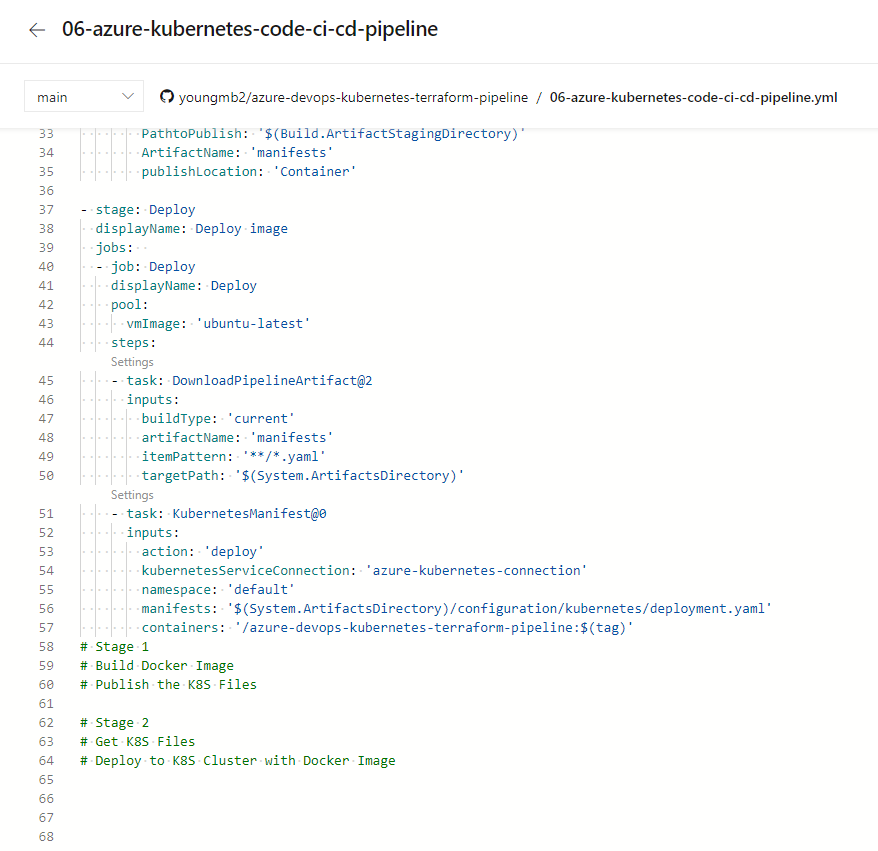 06-azure-kubernetes-code-ci-cd-pipeline
main youngmb2/azure-devops-kubernetes-terraform-pipeline / 06-azure-kubernetes-code-ci-cd-pipeline.yml
33 PathtoPublish: '$(Build.ArtifactStagingDirectory)'
34 ArtifactName: 'manifests'
35 publishLocation: 'Container'
36
37 - stage: Deploy
38 displayName: Deploy image
39 jobs:
40 - job: Deploy
41 displayName: Deploy
42 pool:
43 vmImage: 'ubuntu-latest'
44 steps:
Settings
45 - task: DownloadPipelineArtifact@2
46 inputs:
47 buildType: 'current'
48 artifactName: 'manifests'
49 itemPattern: '**/*.yaml'
50 targetPath: '$(System.ArtifactsDirectory)'
Settings
51 - task: KubernetesManifest@0
52 inputs:
53 action: 'deploy'
54 kubernetesServiceConnection: 'azure-kubernetes-connection'
55 namespace: 'default'
56 manifests: '$(System.ArtifactsDirectory)/configuration/kubernetes/deployment.yaml'
57 containers: '/azure-devops-kubernetes-terraform-pipeline:$(tag)'
58 # Stage 1
59 # Build Docker Image
60 # Publish the K8S Files
61
62 # Stage 2
63 # Get K8S Files
64 # Deploy to K8S Cluster with Docker Image
65
66
67
68